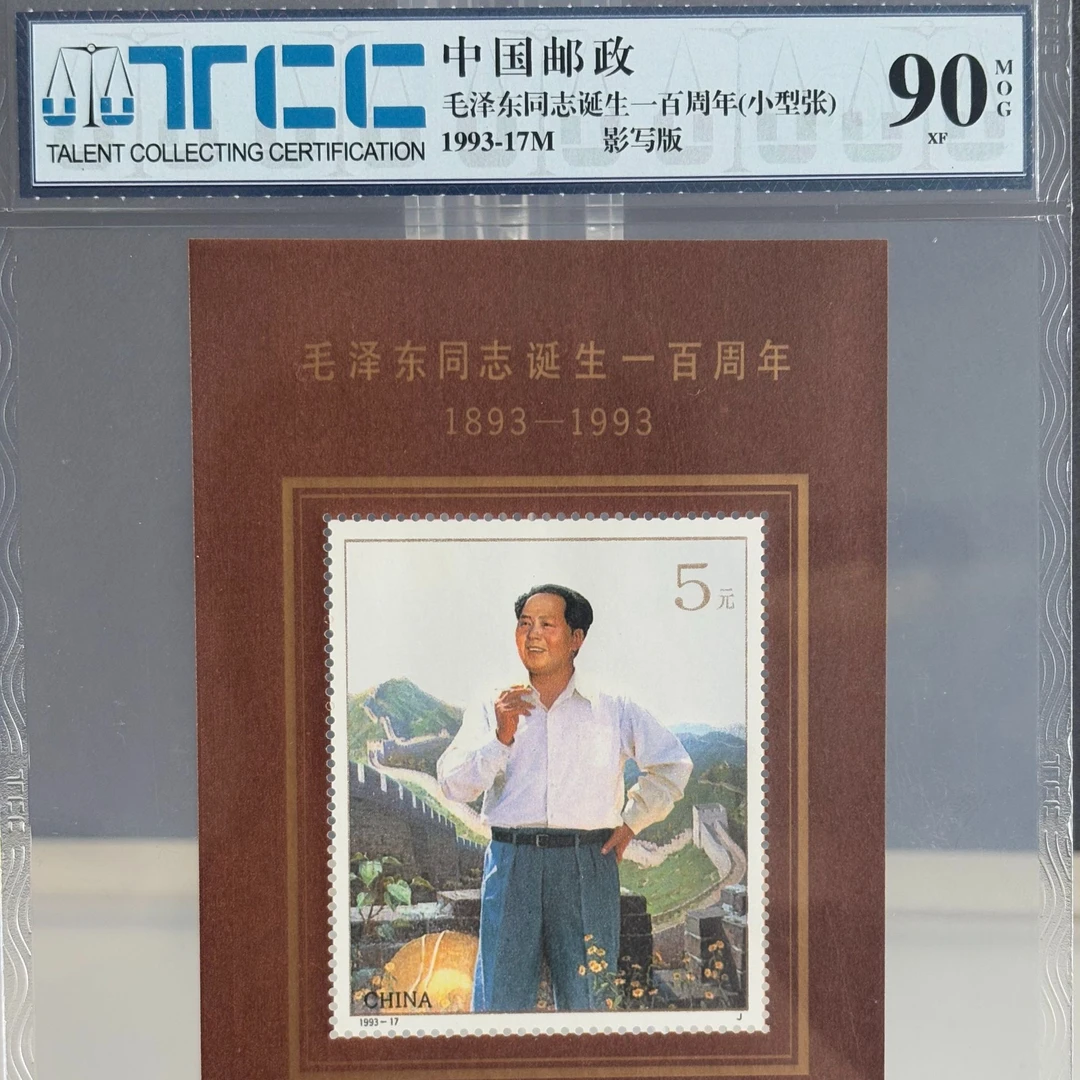 TCC
TALENT COLLECTING CERTIFICATION
中国邮政
毛泽东同志诞生一百周年(小型张)
1993-17M 影写版
90
XF
MOG
毛泽东同志诞生一百周年
1893—1993
5元
CHINA
1993-17
J
TCC
TCC